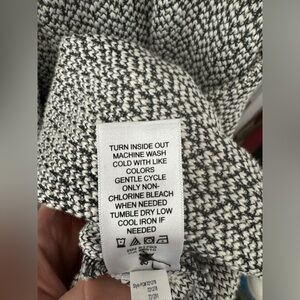 TURN INSIDE OUT
MACHINE WASH
COLD WITH LIKE
COLORS
GENTLE CYCLE
ONLY NON-
CHLORINE BLEACH
WHEN NEEDED
TUMBLE DRY LOW
COOL IRON IF
NEEDED